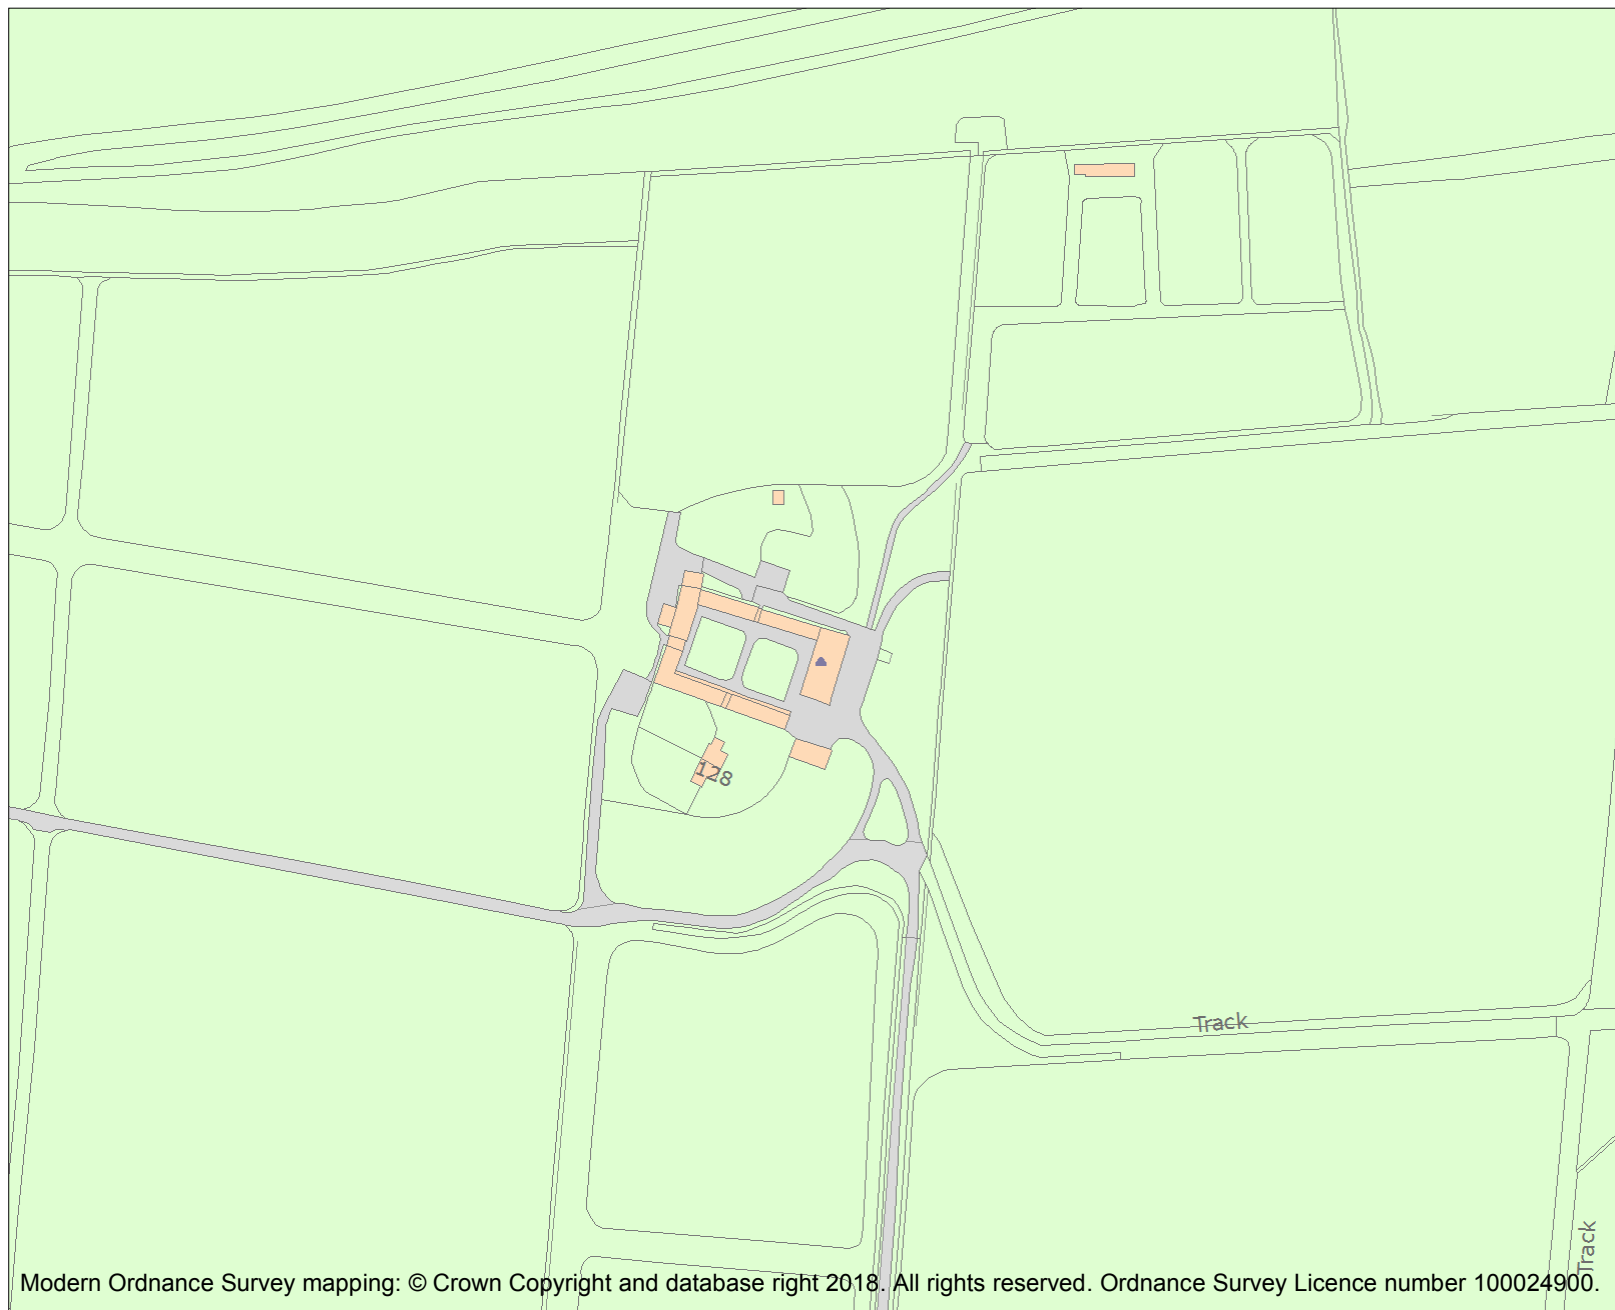 128
Track
Track
Modern Ordnance Survey mapping: © Crown Copyright and database right 2018. All rights reserved. Ordnance Survey Licence number 100024900.